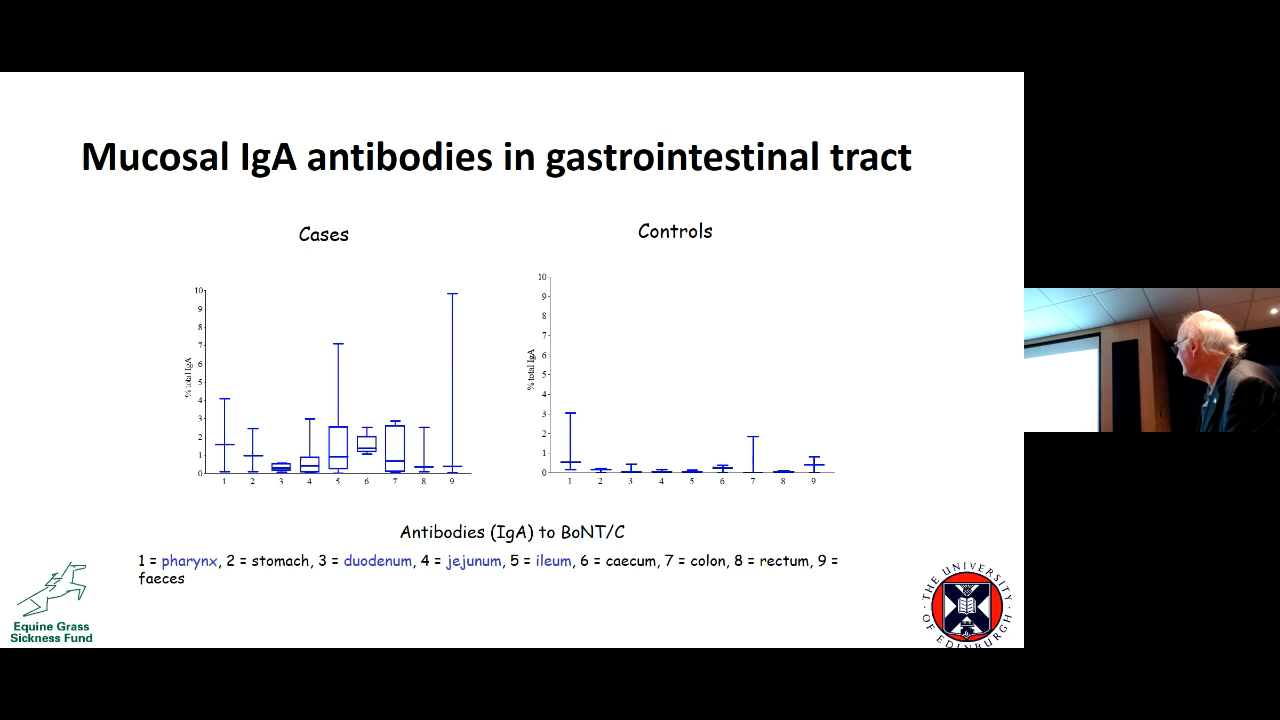 Mucosal IgA antibodies in gastrointestinal tract
Cases
Controls
10
9
8
7
6
5
4
3
2
1
0
% total IgA
1 2 3 4 5 6 7 8 9
10
9
8
7
6
5
4
3
2
1
0
% total IgA
1 2 3 4 5 6 7 8 9
Antibodies (IgA) to BoNT/C
1 = pharynx, 2 = stomach, 3 = duodenum, 4 = jejunum, 5 = ileum, 6 = caecum, 7 = colon, 8 = rectum, 9 =
faeces
Equine Grass
Sickness Fund
THE UNIVERSITY
OF EDINBURGH